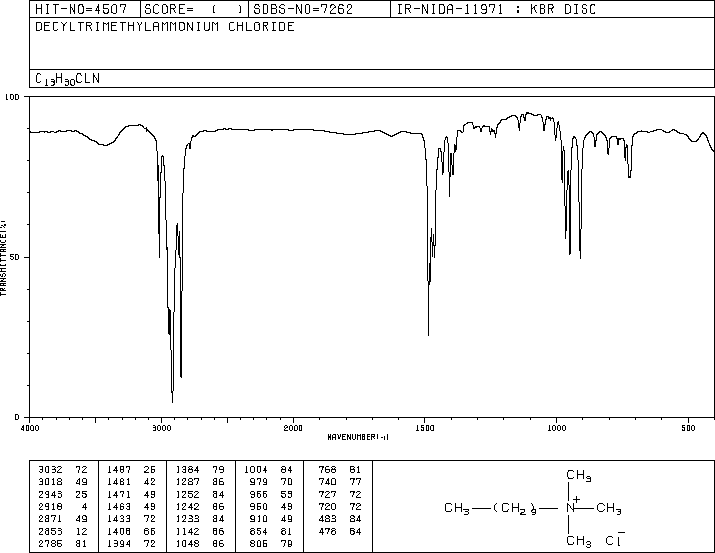 HIT-NO=4507 SCORE= ( ) SDBS-NO=7262 IR-NIDA-11971 : KBR DISC
DECYLTRIMETHYLAMMONIUM CHLORIDE
C13H30CLN
100
50
0
TRANSMITTANCE(%)
4000 3000 2000 1500 1000 500
WAVENUMBER(-1)
3032 72 1487 26 1384 79 1004 84 768 81
3018 49 1481 42 1287 86 979 70 740 77
2943 25 1471 49 1252 84 966 59 727 72
2918 4 1463 49 1242 86 950 49 720 72
2871 49 1433 72 1233 84 910 49 483 84
2853 12 1408 66 1142 86 854 81 478 84
2785 81 1394 72 1048 86 805 79
CH3
CH3—(CH2)9—N+—CH3
CH3 Cl−